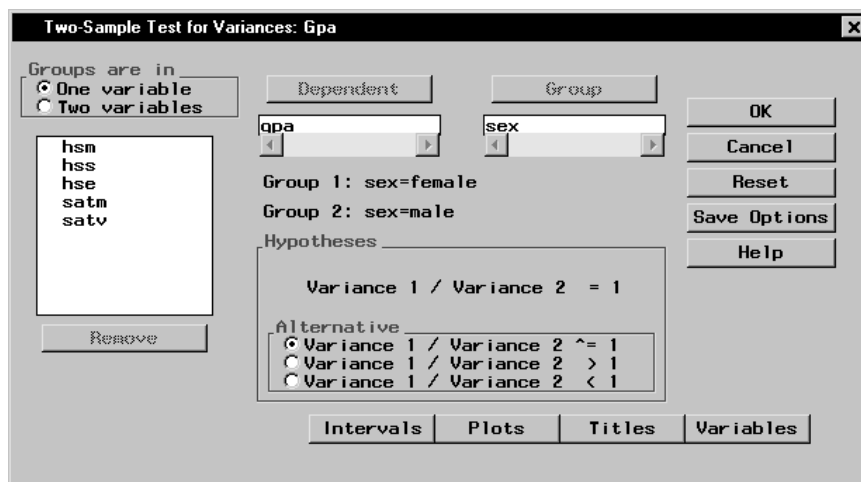 Two-Sample Test for Variances: Gpa
Groups are in
One variable
Two variables
hsm
hss
hse
satm
satv
Remove
Dependent
gpa
Group
sex
Group 1: sex=female
Group 2: sex=male
Hypotheses
Variance 1 / Variance 2 = 1
Alternative
Variance 1 / Variance 2 ^= 1
Variance 1 / Variance 2 > 1
Variance 1 / Variance 2 < 1
OK
Cancel
Reset
Save Options
Help
Intervals
Plots
Titles
Variables